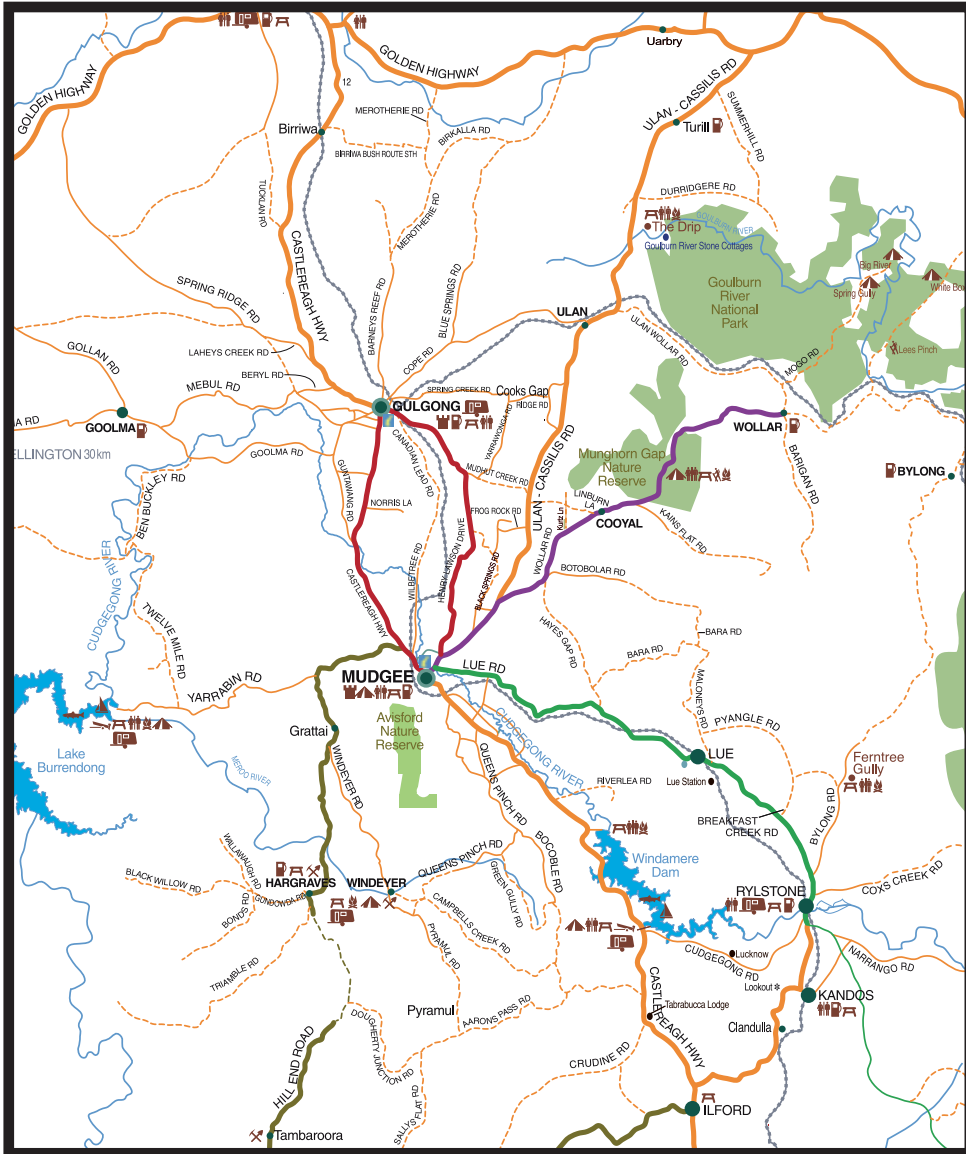 GOLDEN HIGHWAY
GOLDEN HIGHWAY
Uarbry
12
MEROTHERIE RD
ULAN - CASSILIS RD
SUMMERHILL RD
Turill
Birriwa
BIRKALLA RD
BIRRIWA BUSH ROUTE STH
TUCKLAN RD
DURRIDGERE RD
MEROTHERIE RD
The Drip
GOULBURN RIVER
Goulburn River Stone Cottages
CASTLEREAGH HWY
Big River
White Box
Spring Gully
Goulburn
River
National
Park
SPRING RIDGE RD
BARNEYS REEF RD
BLUE SPRINGS RD
ULAN
ULAN WOLLAR RD
GOLLAN RD
LAHEYS CREEK RD
COPE RD
MOGO RD
Lees Pinch
BERYL RD
MEBUL RD
SPRING CREEK RD
Cooks Gap
RIDGE RD
GULGONG
GOOLMA
WOLLAR
MA RD
YARRAWONGA RD
CANADIAN LEAD RD
ELLINGTON 30km
GOOLMA RD
Munghorn Gap
Nature
Reserve
GUNTAWANG RD
MUDHUT CREEK RD
BARIGAN RD
BYLONG
BEN BUCKLEY RD
NORRIS LA
LINBURN
LA
FROG ROCK RD
ULAN - CASSILIS RD
Kurtz Ln
COOYAL
KAINS FLAT RD
CUDGEGONG RIVER
WILBETREE RD
HENRY LAWSON DRIVE
WOLLAR RD
CASTLEREAGH HWY
BLACK SPRINGS RD
BOTOBOLAR RD
TWELVE MILE RD
HAYES GAP RD
BARA RD
BARA RD
LUE RD
MUDGEE
YARRABIN RD
MALONEYS RD
PYANGLE RD
CUDGEGONG RIVER
Avisford
Nature
Reserve
Grattai
Lake
Burrendong
LUE
Ferntree
Gully
MEROO RIVER
WINDEYER RD
QUEENS PINCH RD
RIVERLEA RD
Lue Station
BREAKFAST
CREEK RD
BYLONG RD
WALLAWAUGH RD
BOCOBLE RD
QUEENS PINCH RD
Windamere
Dam
BLACK WILLOW RD
HARGRAVES
WINDEYER
GREEN GULLY RD
GUNDOWDA RD
RYLSTONE
COXS CREEK RD
BONDS RD
CAMPBELLS CREEK RD
PYRAMUL RD
Lucknow
CUDGEGONG RD
NARRANGO RD
TRIAMBLE RD
Lookout
KANDOS
Pyramul
AARONS PASS RD
CASTLEREAGH HWY
Tabrabucca Lodge
DOUGHERTY JUNCTION RD
Clandulla
CRUDINE RD
HILL END ROAD
SALLYS FLAT RD
ILFORD
Tambaroora